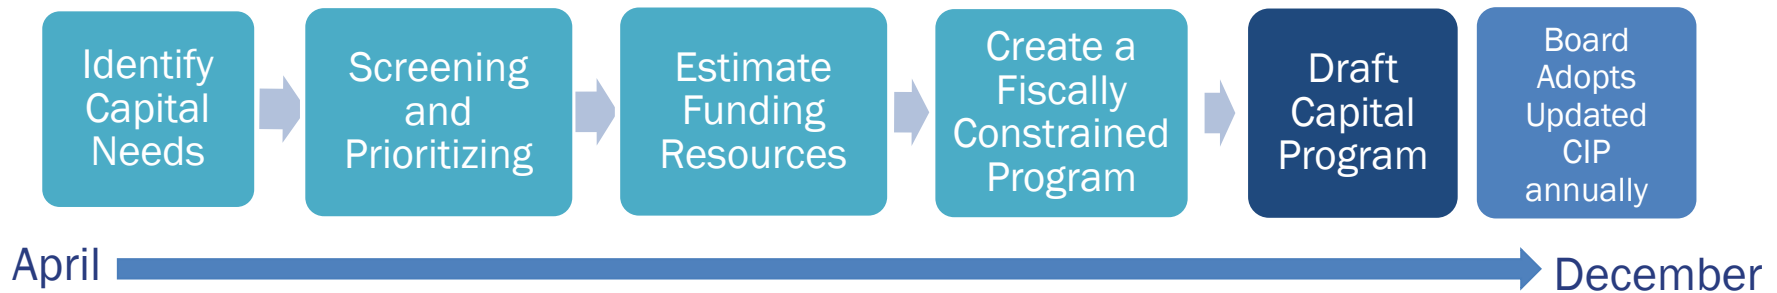 Identify
Capital
Needs
Screening
and
Prioritizing
Estimate
Funding
Resources
Create a
Fiscally
Constrained
Program
Draft
Capital
Program
Board
Adopts
Updated
CIP
annually
April
December